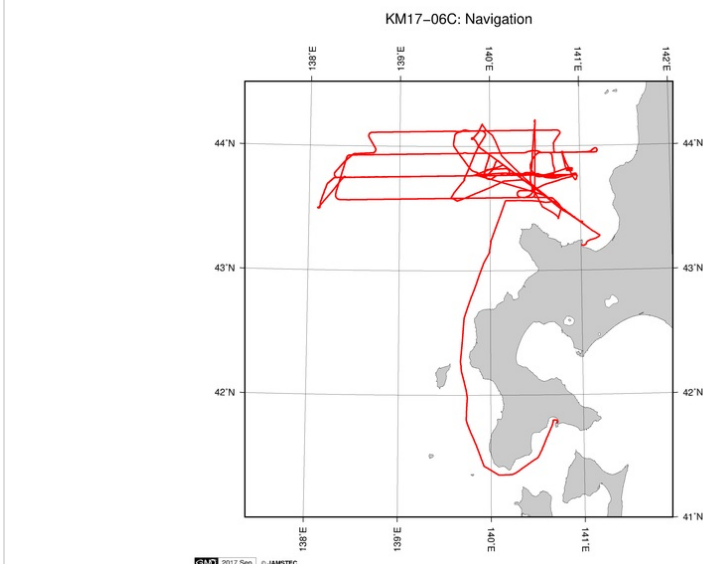 KM17-06C: Navigation
138˚E 139˚E 140˚E 141˚E 142˚E
44˚N 44˚N
43˚N 43˚N
42˚N 42˚N
41˚N
138˚E 139˚E 140˚E 141˚E
GMD 2017 Sep © JAMSTEC